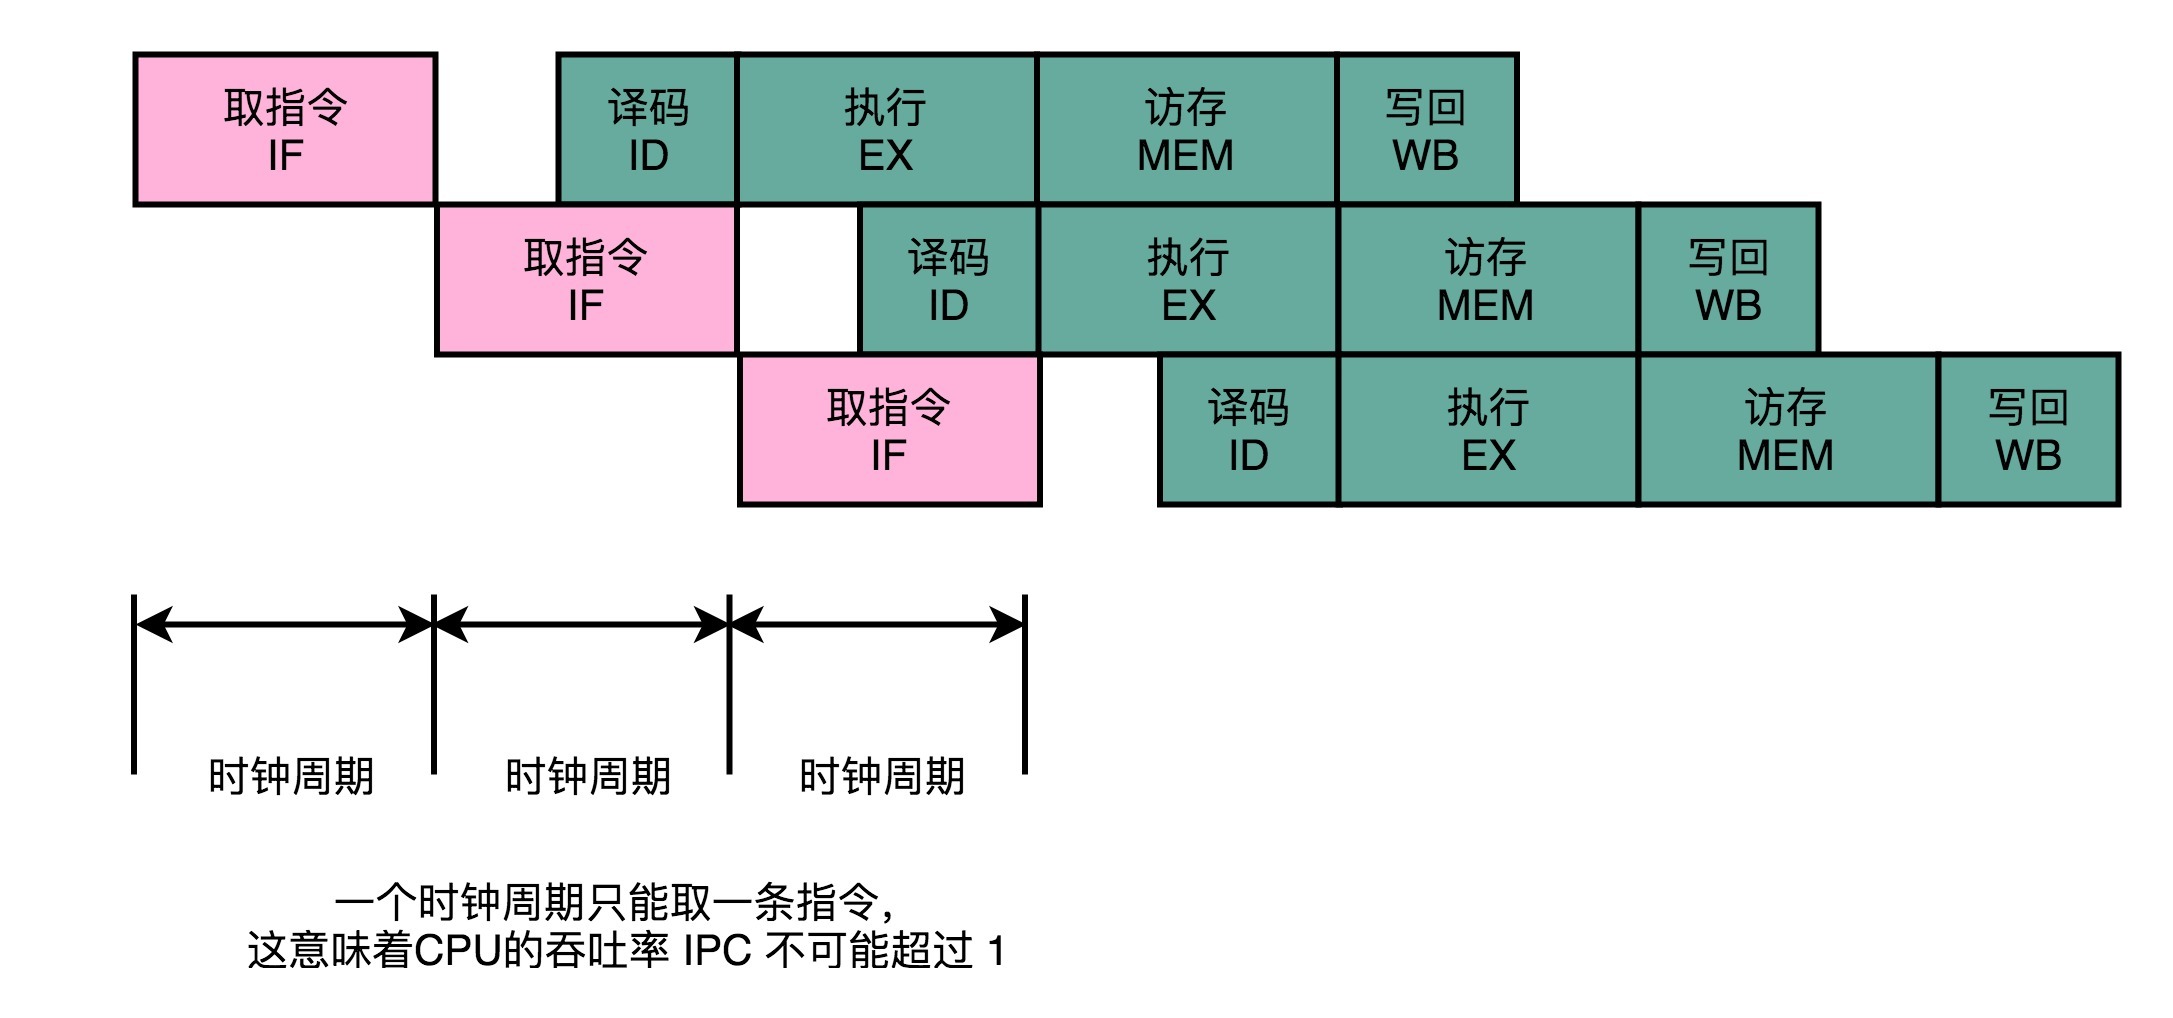 取指令
IF
译码
ID
执行
EX
访存
MEM
写回
WB
取指令
IF
译码
ID
执行
EX
访存
MEM
写回
WB
取指令
IF
译码
ID
执行
EX
访存
MEM
写回
WB
时钟周期
时钟周期
时钟周期
一个时钟周期只能取一条指令，
这意味着CPU的吞吐率 IPC 不可能超过 1